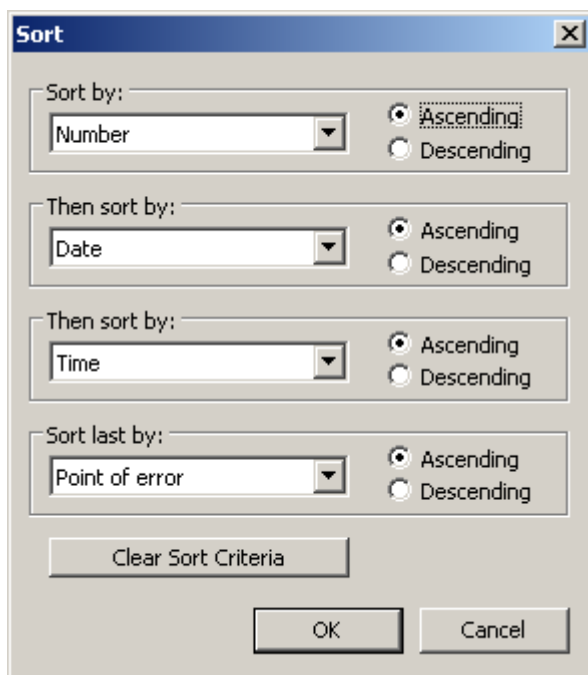 Sort
Sort by:
Number
Ascending
Descending
Then sort by:
Date
Ascending
Descending
Then sort by:
Time
Ascending
Descending
Sort last by:
Point of error
Ascending
Descending
Clear Sort Criteria
OK
Cancel